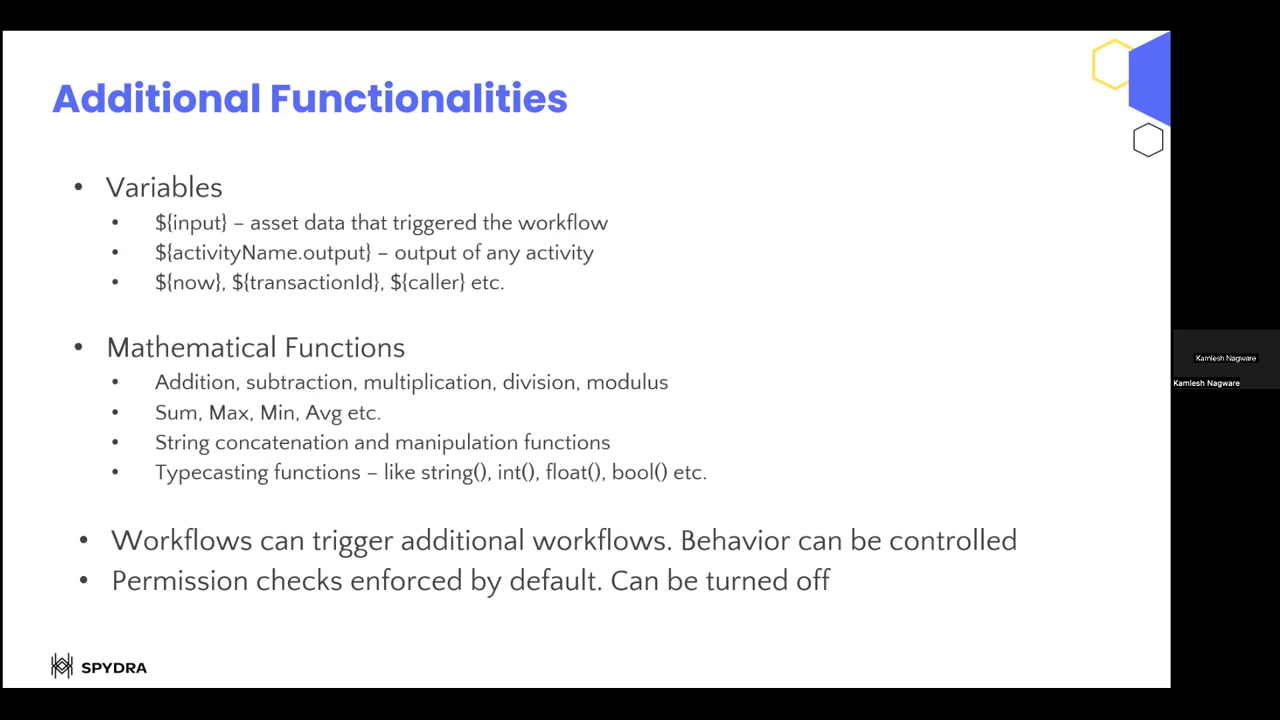 Additional Functionalities
• Variables
• ${input} – asset data that triggered the workflow
• ${activityName.output} – output of any activity
• ${now}, ${transactionId}, ${caller} etc.
• Mathematical Functions
• Addition, subtraction, multiplication, division, modulus
• Sum, Max, Min, Avg etc.
• String concatenation and manipulation functions
• Typecasting functions – like string(), int(), float(), bool() etc.
• Workflows can trigger additional workflows. Behavior can be controlled
• Permission checks enforced by default. Can be turned off
SPYDRA
Kamlesh Nagware
Kamlesh Nagware